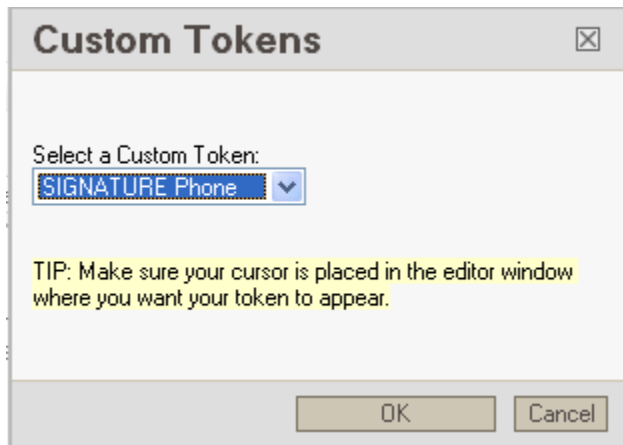 Custom Tokens
Select a Custom Token:
SIGNATURE Phone
TIP: Make sure your cursor is placed in the editor window
where you want your token to appear.
OK Cancel